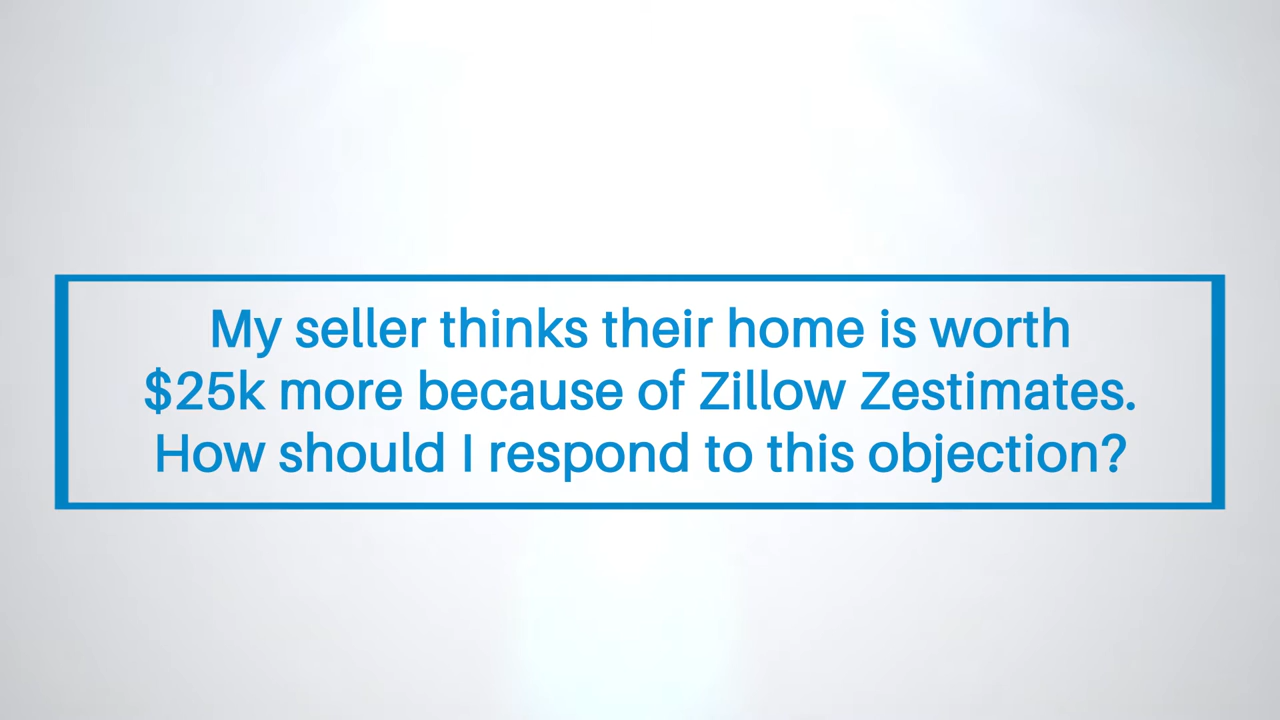 My seller thinks their home is worth
$25k more because of Zillow Zestimates.
How should I respond to this objection?